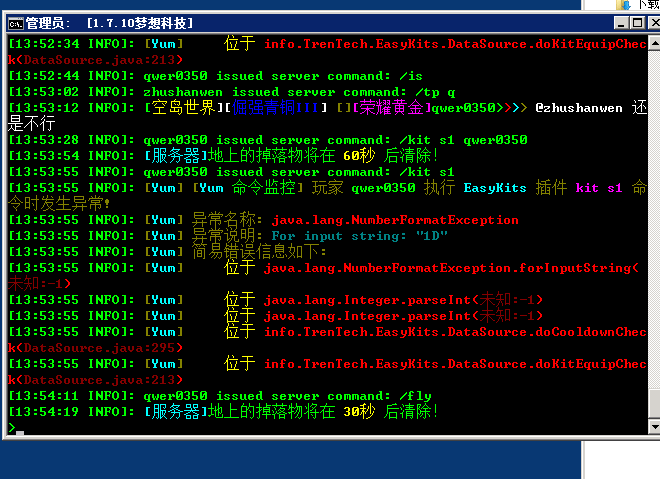 下载
管理员: [1.7.10梦想科技]
[13:52:34 INFO]: [Yum] 位于 info.TrenTech.EasyKits.DataSource.doKitEquipChec
k(DataSource.java:213)
[13:52:44 INFO]: qwer0350 issued server command: /is
[13:53:02 INFO]: zhushanwen issued server command: /tp q
[13:53:12 INFO]: [空岛世界][倔强青铜III] [][荣耀黄金]qwer0350>>>> @zhushanwen 还
是不行
[13:53:28 INFO]: qwer0350 issued server command: /kit s1 qwer0350
[13:53:54 INFO]: [服务器]地上的掉落物将在 60秒 后清除!
[13:53:55 INFO]: qwer0350 issued server command: /kit s1
[13:53:55 INFO]: [Yum] [Yum 命令监控] 玩家 qwer0350 执行 EasyKits 插件 kit s1 命
令时发生异常!
[13:53:55 INFO]: [Yum] 异常名称: java.lang.NumberFormatException
[13:53:55 INFO]: [Yum] 异常说明: For input string: "1D"
[13:53:55 INFO]: [Yum] 简易错误信息如下:
[13:53:55 INFO]: [Yum] 位于 java.lang.NumberFormatException.forInputString(
未知:-1)
[13:53:55 INFO]: [Yum] 位于 java.lang.Integer.parseInt(未知:-1)
[13:53:55 INFO]: [Yum] 位于 java.lang.Integer.parseInt(未知:-1)
[13:53:55 INFO]: [Yum] 位于 info.TrenTech.EasyKits.DataSource.doCooldownChec
k(DataSource.java:295)
[13:53:55 INFO]: [Yum] 位于 info.TrenTech.EasyKits.DataSource.doKitEquipChec
k(DataSource.java:213)
[13:54:11 INFO]: qwer0350 issued server command: /fly
[13:54:19 INFO]: [服务器]地上的掉落物将在 30秒 后清除!
>